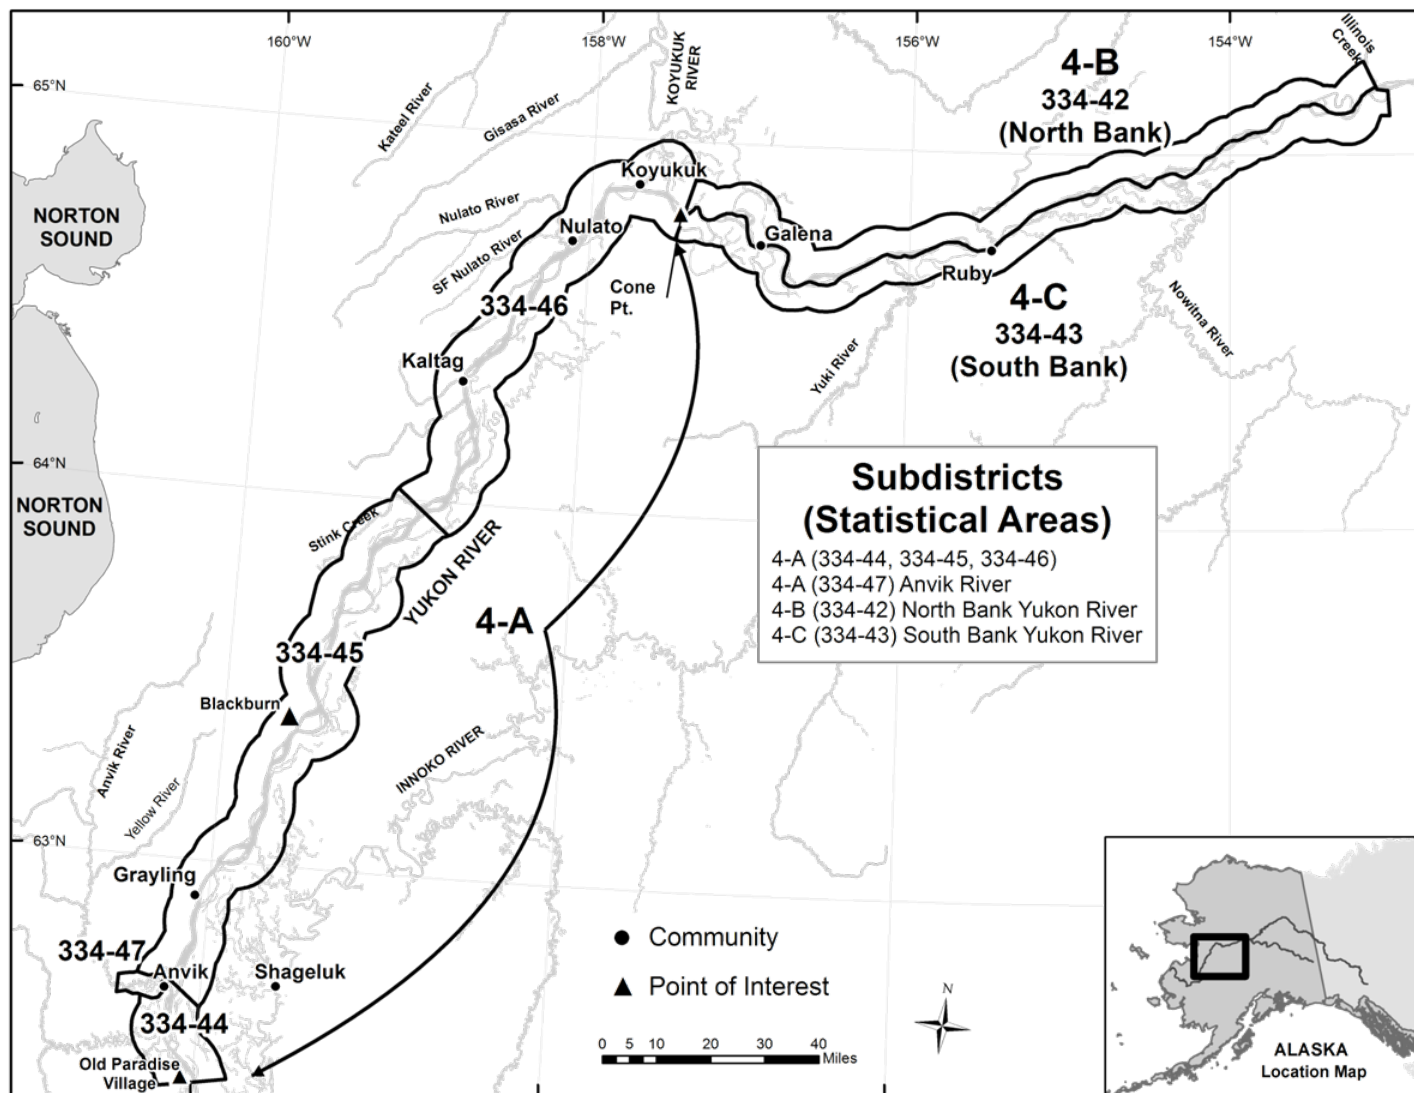 160°W
158°W
156°W
154°W
Illinois
Creek
65°N
KOYUKUK
RIVER
4-B
334-42
(North Bank)
Kateel River
Gisasa River
Koyukuk
NORTON
SOUND
Nulato River
Nulato
Galena
SF Nulato River
Ruby
Cone
Pt.
4-C
334-43
(South Bank)
Nowitna River
334-46
Kaltag
Yuki River
64°N
NORTON
SOUND
Stink Creek
YUKON RIVER
Subdistricts
(Statistical Areas)
4-A (334-44, 334-45, 334-46)
4-A (334-47) Anvik River
4-B (334-42) North Bank Yukon River
4-C (334-43) South Bank Yukon River
4-A
334-45
Blackburn
Anvik River
Yellow River
INNOKO RIVER
63°N
Grayling
334-47
Anvik
Shageluk
334-44
Old Paradise
Village
Community
Point of Interest
N
0 5 10 20 30 40
Miles
ALASKA
Location Map